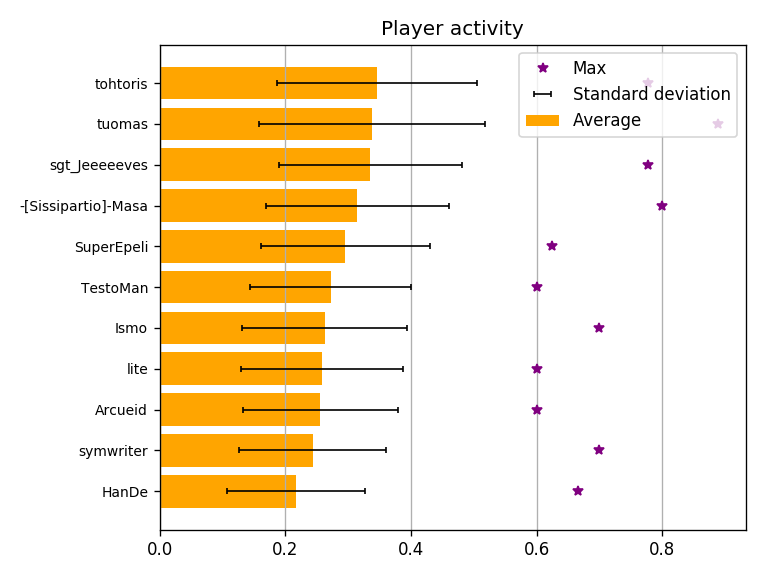 Player activity
Max
Standard deviation
Average
tohtoris
tuomas
sgt_Jeeeeeves
-[Sissipartio]-Masa
SuperEpeli
TestoMan
Ismo
lite
Arcueid
symwriter
HanDe
0.0 0.2 0.4 0.6 0.8